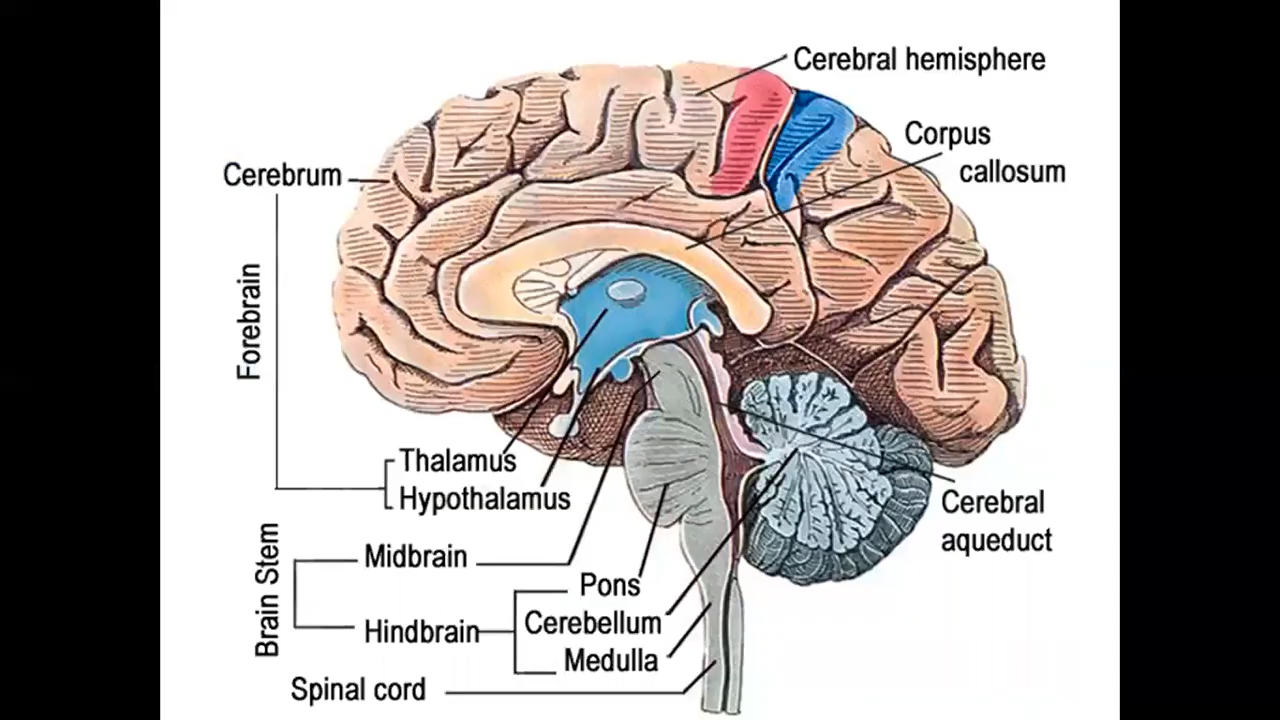 Cerebral hemisphere
Corpus
callosum
Cerebrum
Forebrain
Thalamus
Hypothalamus
Cerebral
aqueduct
Brain Stem
Midbrain
Pons
Hindbrain
Cerebellum
Medulla
Spinal cord